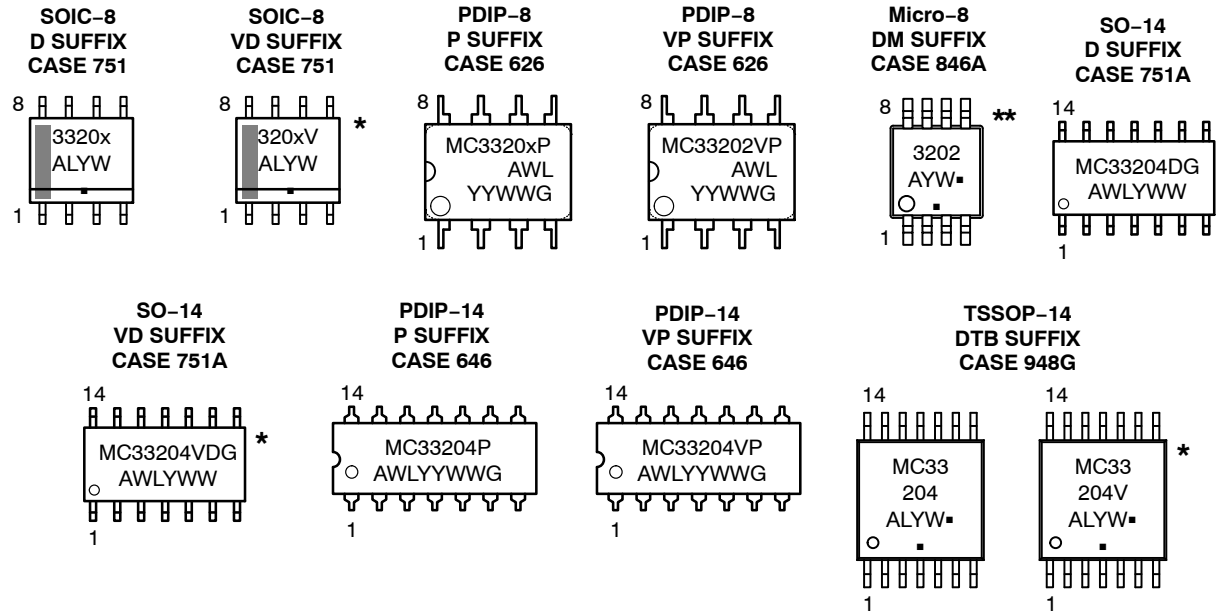 SOIC−8
D SUFFIX
CASE 751
8
3320x
ALYW
1
SOIC−8
VD SUFFIX
CASE 751
8
320xV
ALYW
*
1
PDIP−8
P SUFFIX
CASE 626
8
MC3320xP
AWL
YYWWG
1
PDIP−8
VP SUFFIX
CASE 626
8
MC33202VP
AWL
YYWWG
1
Micro−8
DM SUFFIX
CASE 846A
8
**
3202
AYW▪
▪
1
SO−14
D SUFFIX
CASE 751A
14
MC33204DG
AWLYWW
1
SO−14
VD SUFFIX
CASE 751A
14
*
MC33204VDG
AWLYWW
1
PDIP−14
P SUFFIX
CASE 646
14
MC33204P
AWLYYWWG
1
PDIP−14
VP SUFFIX
CASE 646
14
MC33204VP
AWLYYWWG
1
TSSOP−14
DTB SUFFIX
CASE 948G
14
MC33
204
ALYW▪
▪
1
14
*
MC33
204V
ALYW▪
▪
1